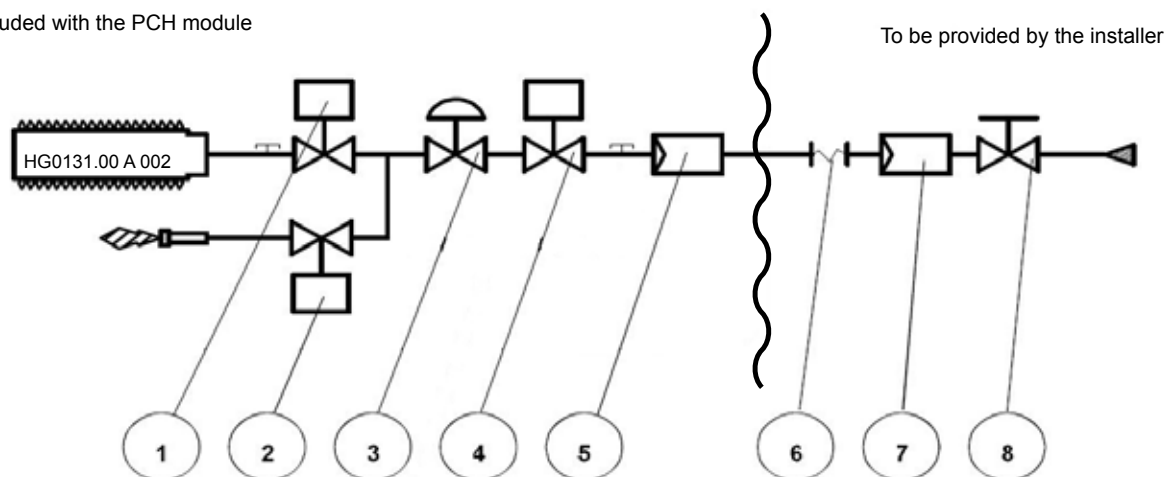 uded with the PCH module
To be provided by the installer
HG0131.00 A 002
1 2 3 4 5 6 7 8